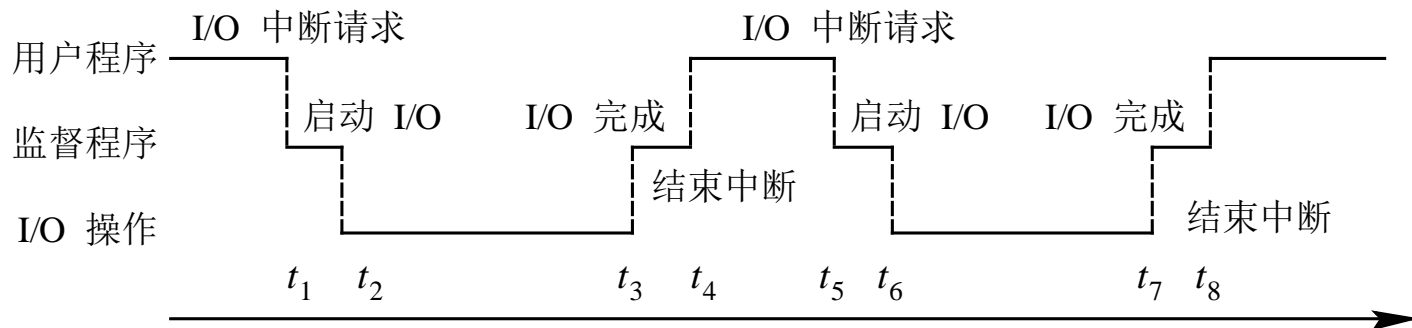 I/O 中断请求 I/O 中断请求
用户程序
启动 I/O I/O 完成 启动 I/O I/O 完成
监督程序
结束中断
I/O 操作 结束中断
t1 t2 t3 t4 t5 t6 t7 t8